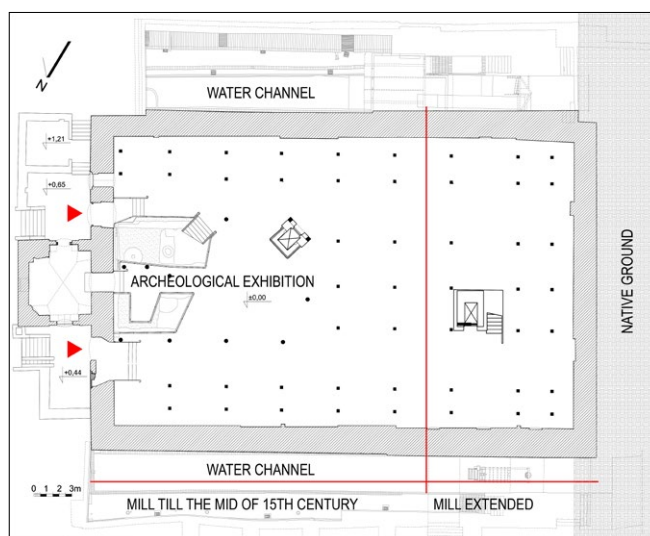 N
WATER CHANNEL
+1,21
+0,65
ARCHEOLOGICAL EXHIBITION
±0,00
NATIVE GROUND
+0,44
WATER CHANNEL
0 1 2 3m
MILL TILL THE MID OF 15TH CENTURY
MILL EXTENDED